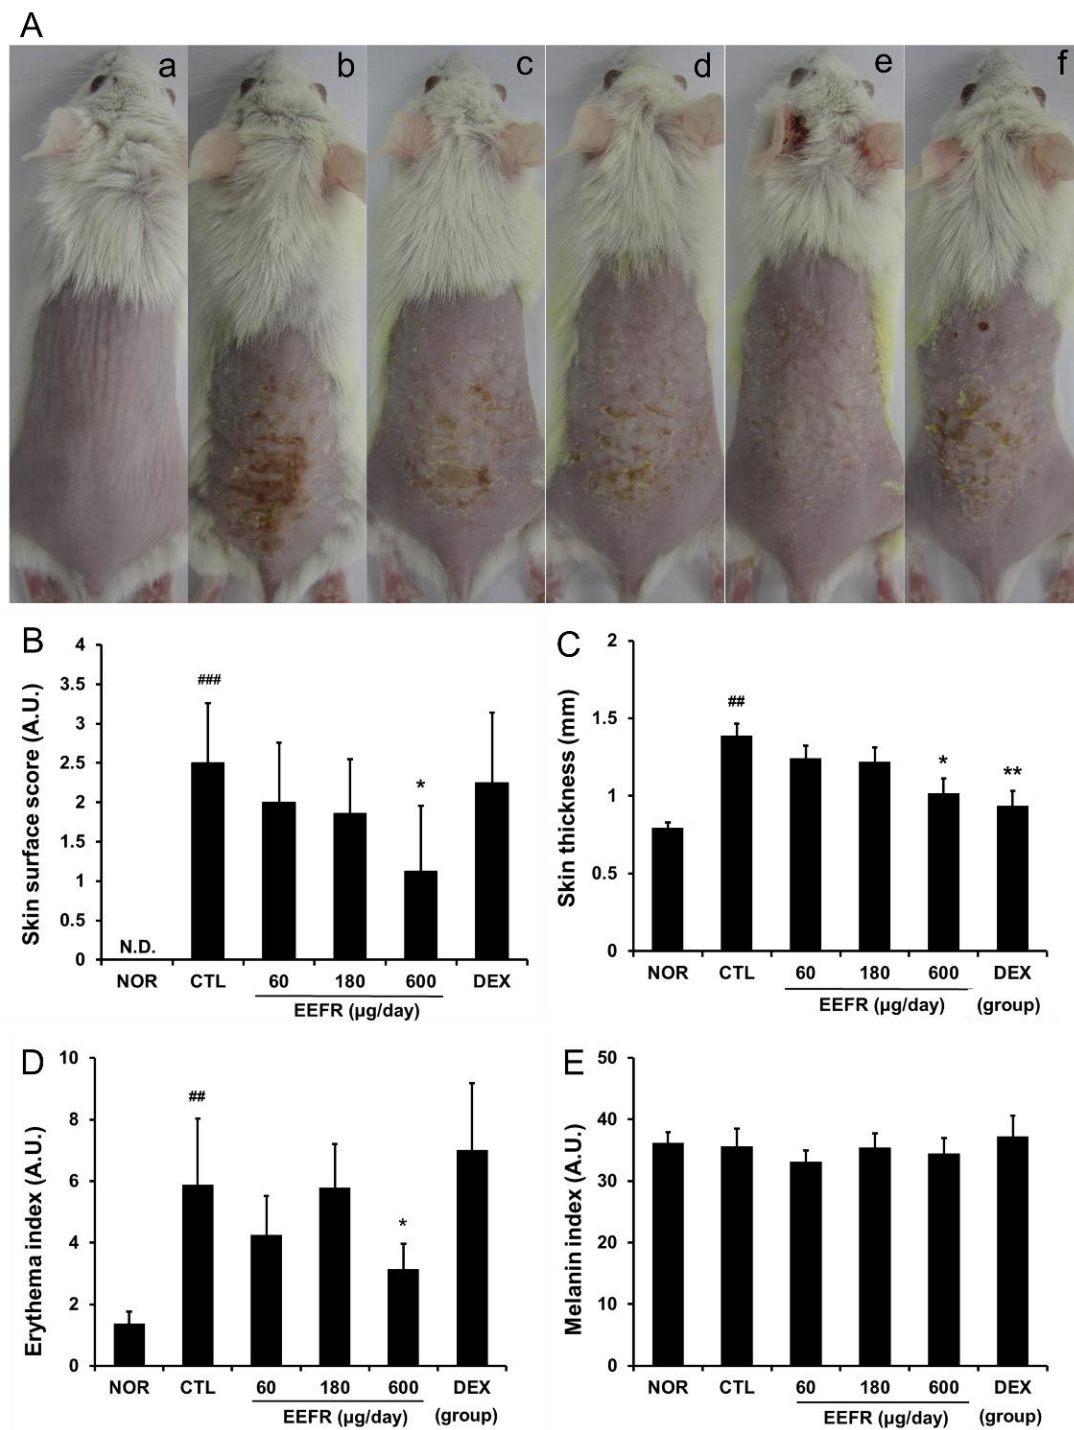 A
a b c d e f
B
Skin surface score (A.U.)
4
3.5
3
2.5
2
1.5
1
0.5
0
###
*
N.D.
NOR CTL 60 180 600 DEX
EEFR (µg/day)
C
Skin thickness (mm)
2
1.5
1
0.5
0
##
*
**
NOR CTL 60 180 600 DEX
EEFR (µg/day) (group)
D
Erythema index (A.U.)
10
8
6
4
2
0
##
*
NOR CTL 60 180 600 DEX
EEFR (µg/day) (group)
E
Melanin index (A.U.)
50
40
30
20
10
0
NOR CTL 60 180 600 DEX
EEFR (µg/day) (group)